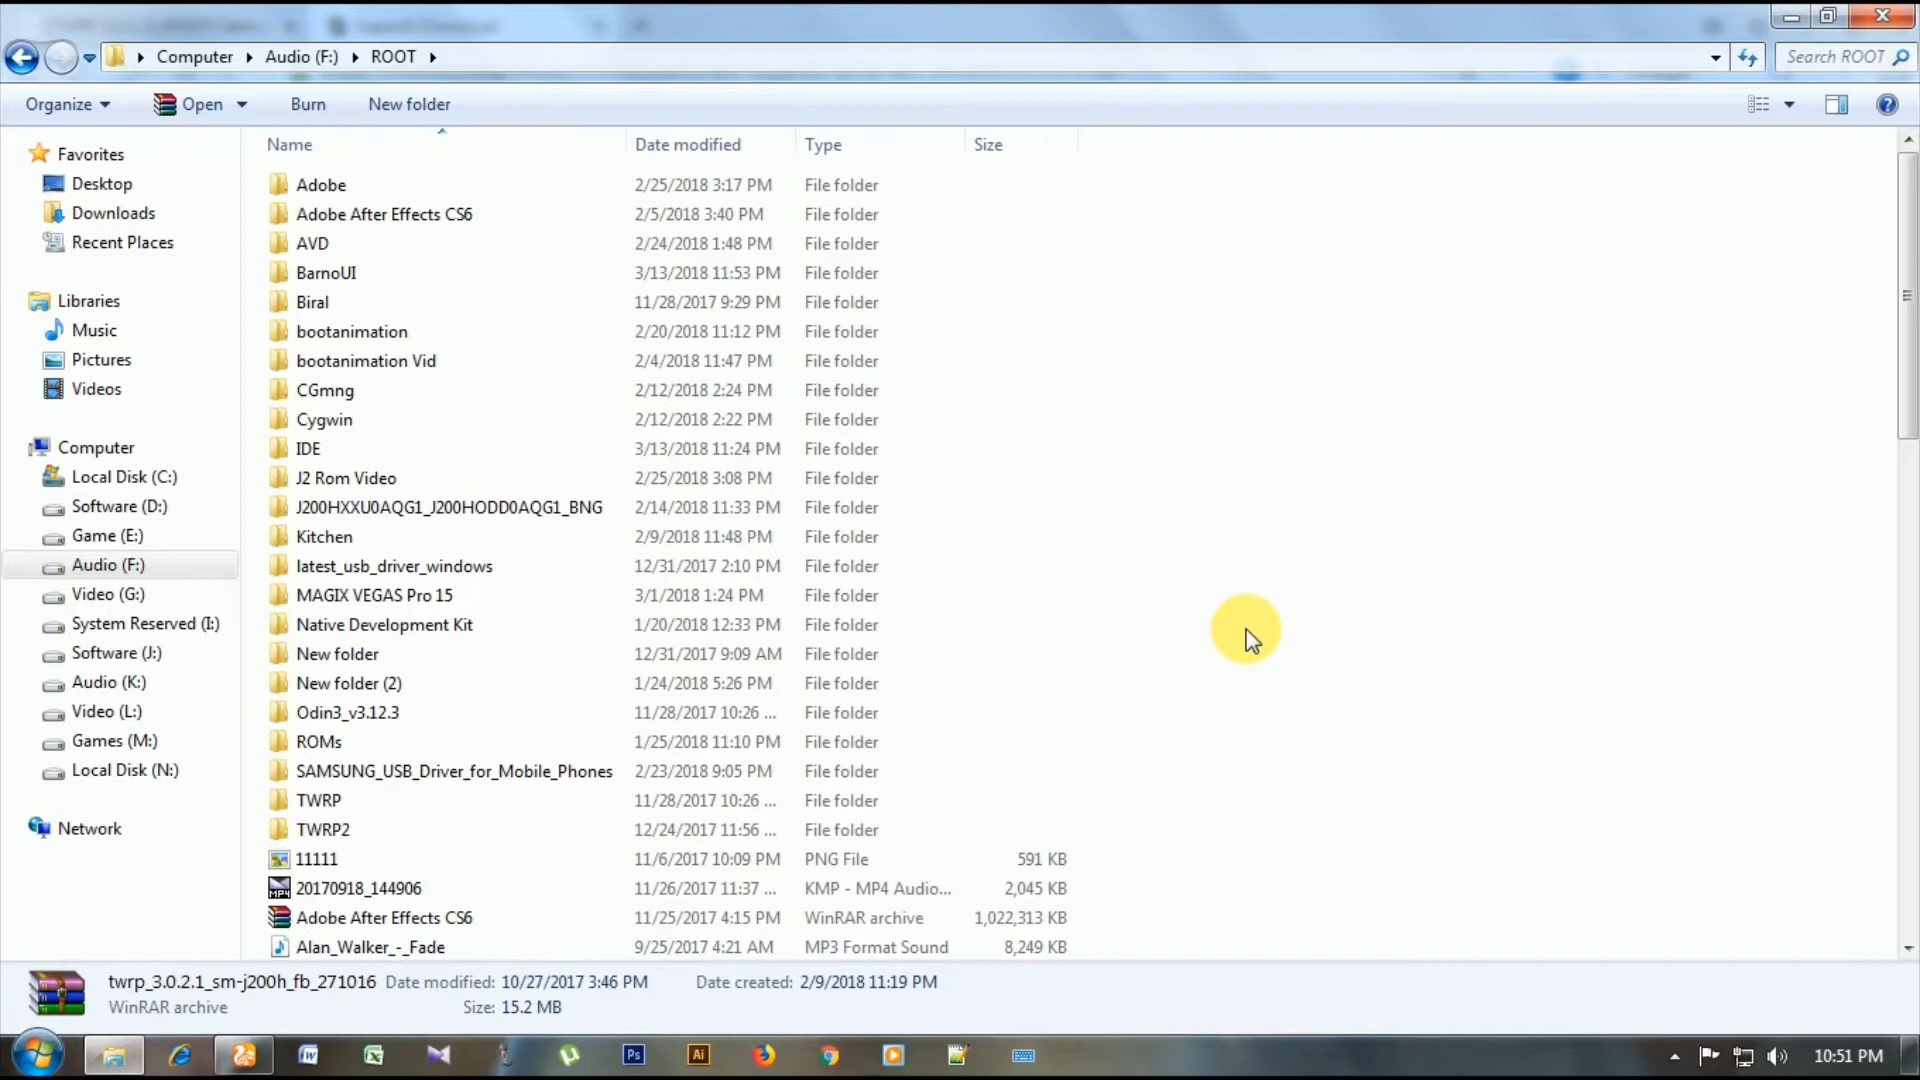 Computer Audio (F:) ROOT Search ROOT
Organize Open Burn New folder
Name Date modified Type Size
Favorites
Desktop
Downloads
Recent Places
Libraries
Music
Pictures
Videos
Computer
Local Disk (C:)
Software (D:)
Game (E:)
Audio (F:)
Video (G:)
System Reserved (I:)
Software (J:)
Audio (K:)
Video (L:)
Games (M:)
Local Disk (N:)
Network
Adobe 2/25/2018 3:17 PM File folder
Adobe After Effects CS6 2/5/2018 3:40 PM File folder
AVD 2/24/2018 1:48 PM File folder
BarnoUI 3/13/2018 11:53 PM File folder
Biral 11/28/2017 9:29 PM File folder
bootanimation 2/20/2018 11:12 PM File folder
bootanimation Vid 2/4/2018 11:47 PM File folder
CGmng 2/12/2018 2:24 PM File folder
Cygwin 2/12/2018 2:22 PM File folder
IDE 3/13/2018 11:24 PM File folder
J2 Rom Video 2/25/2018 3:08 PM File folder
J200HXXU0AQG1_J200HODD0AQG1_BNG 2/14/2018 11:33 PM File folder
Kitchen 2/9/2018 11:48 PM File folder
latest_usb_driver_windows 12/31/2017 2:10 PM File folder
MAGIX VEGAS Pro 15 3/1/2018 1:24 PM File folder
Native Development Kit 1/20/2018 12:33 PM File folder
New folder 12/31/2017 9:09 AM File folder
New folder (2) 1/24/2018 5:26 PM File folder
Odin3_v3.12.3 11/28/2017 10:26 ... File folder
ROMs 1/25/2018 11:10 PM File folder
SAMSUNG_USB_Driver_for_Mobile_Phones 2/23/2018 9:05 PM File folder
TWRP 11/28/2017 10:26 ... File folder
TWRP2 12/24/2017 11:56 ... File folder
11111 11/6/2017 10:09 PM PNG File 591 KB
20170918_144906 11/26/2017 11:37 ... KMP - MP4 Audio... 2,045 KB
Adobe After Effects CS6 11/25/2017 4:15 PM WinRAR archive 1,022,313 KB
Alan_Walker_-_Fade 9/25/2017 4:21 AM MP3 Format Sound 8,249 KB
twrp_3.0.2.1_sm-j200h_fb_271016 Date modified: 10/27/2017 3:46 PM Date created: 2/9/2018 11:19 PM
WinRAR archive Size: 15.2 MB
Ps Ai 10:51 PM